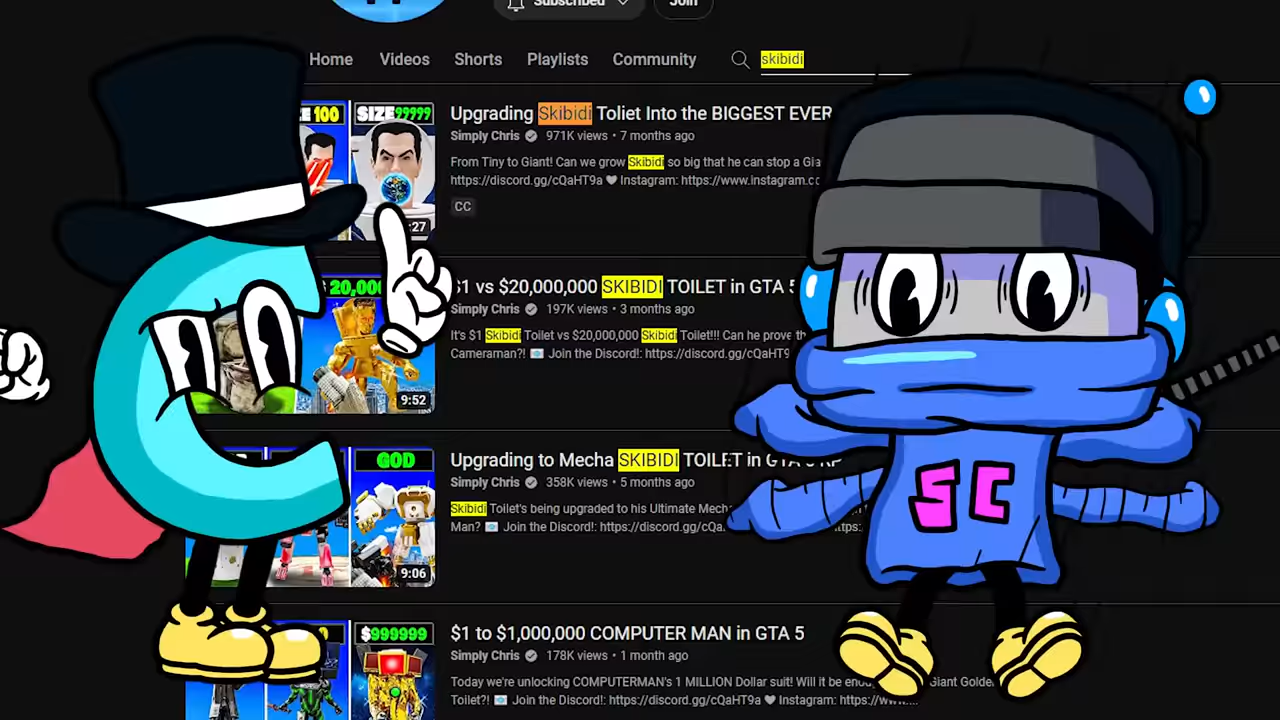 Subscribed
Join
Home
Videos
Shorts
Playlists
Community
skibidi
100
SIZE 99999
Upgrading Skibidi Toliet Into the BIGGEST EVER
Simply Chris 971K views • 7 months ago
From Tiny to Giant! Can we grow Skibidi so big that he can stop a Gia
https://discord.gg/cQaHT9a ♥ Instagram: https://www.instagram.cc
CC
:27
20,00
$1 vs $20,000,000 SKIBIDI TOILET in GTA 5
Simply Chris 197K views • 3 months ago
It's $1 Skibidi Toilet vs $20,000,000 Skibidi Toilet!!! Can he prove th
Cameraman?! 📧 Join the Discord!: https://discord.gg/cQaHT9
9:52
GOD
Upgrading to Mecha SKIBIDI TOILET in GTA 5 RP
Simply Chris 358K views • 5 months ago
Skibidi Toilet's being upgraded to his Ultimate Mech
Man? 📧 Join the Discord!: https://discord.gg/cQa
ttps:
9:06
S C
$999999
$1 to $1,000,000 COMPUTER MAN in GTA 5
Simply Chris 178K views • 1 month ago
Today we're unlocking COMPUTERMAN's 1 MILLION Dollar suit! Will it be enou Giant Golde
Toilet?! 📧 Join the Discord!: https://discord.gg/cQaHT9a ♥ Instagram: https://www...